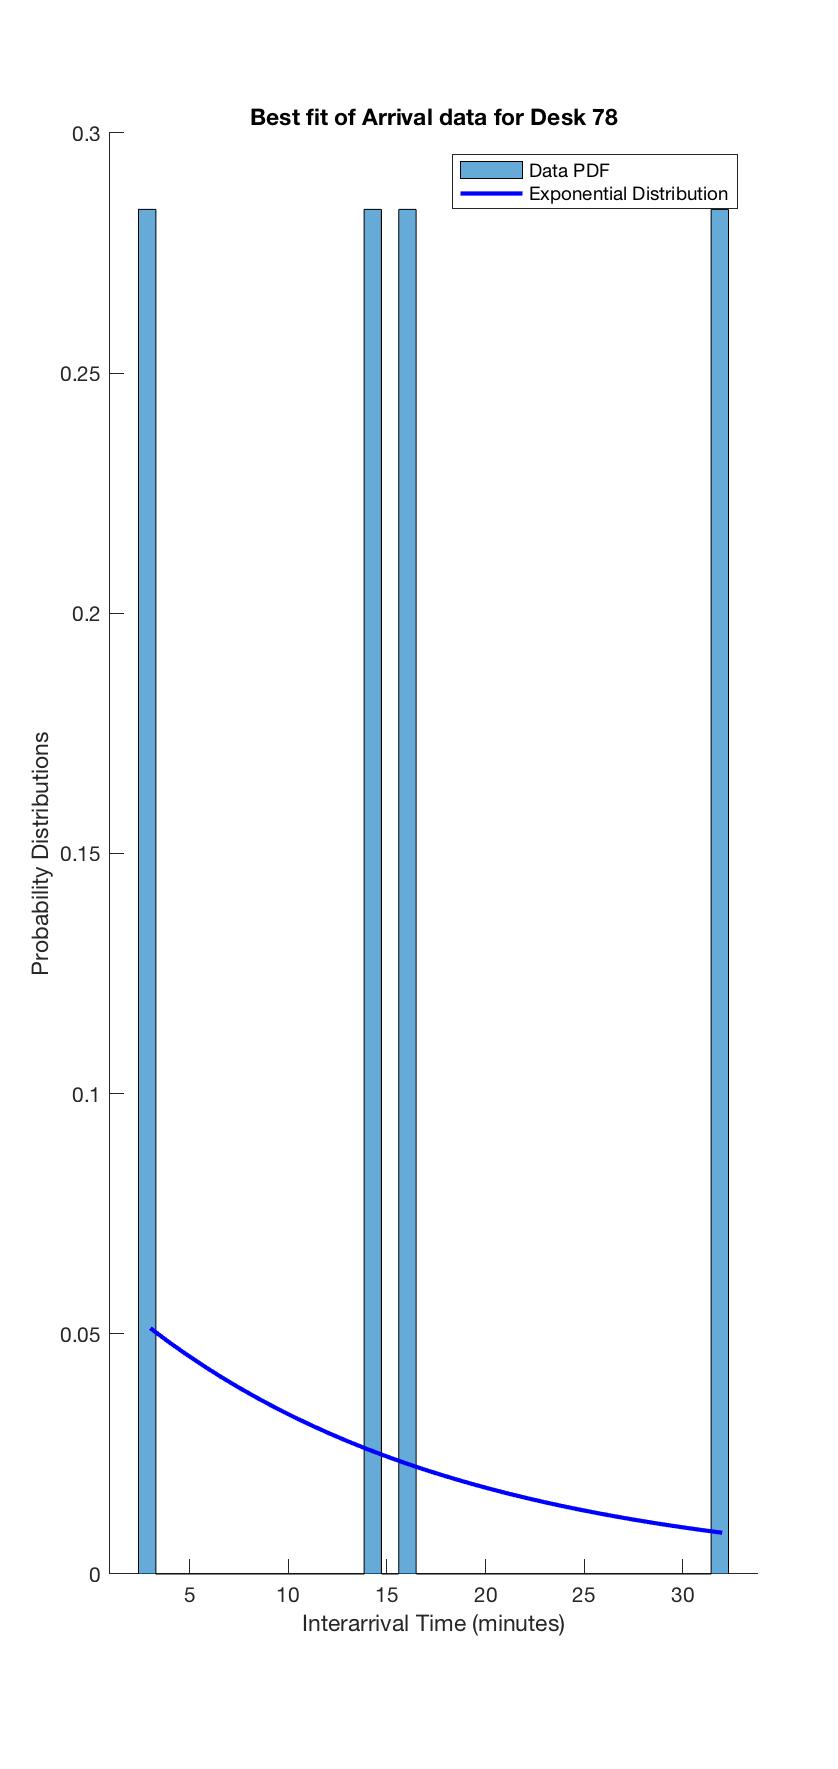 Best fit of Arrival data for Desk 78
Data PDF
Exponential Distribution
0.3
0.25
0.2
0.15
0.1
0.05
0
Probability Distributions
5 10 15 20 25 30
Interarrival Time (minutes)